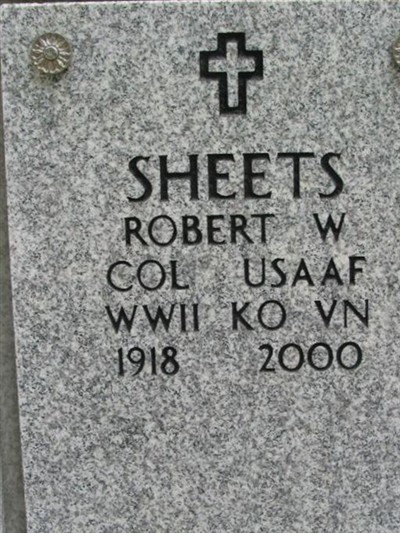 SHEETS
ROBERT W
COL USAAF
WWII KO VN
1918 2000